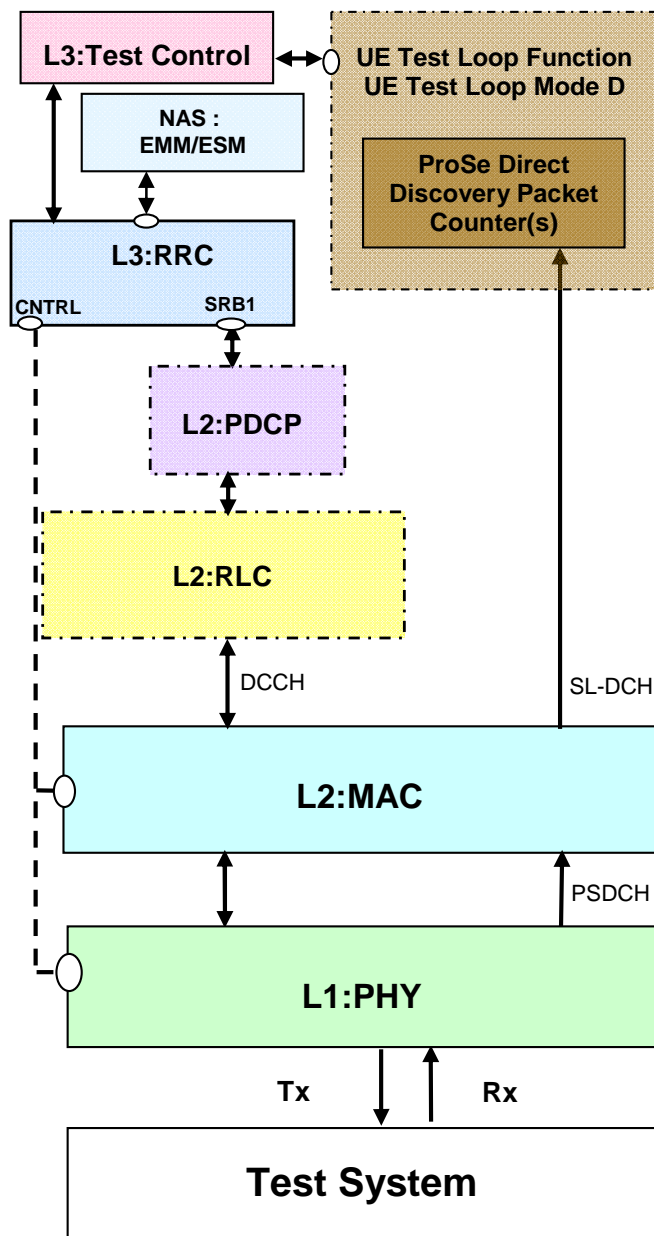 L3:Test Control
UE Test Loop Function
UE Test Loop Mode D
NAS :
EMM/ESM
ProSe Direct
Discovery Packet
Counter(s)
L3:RRC
CNTRL
SRB1
L2:PDCP
L2:RLC
DCCH
SL-DCH
L2:MAC
PSDCH
L1:PHY
Tx
Rx
Test System